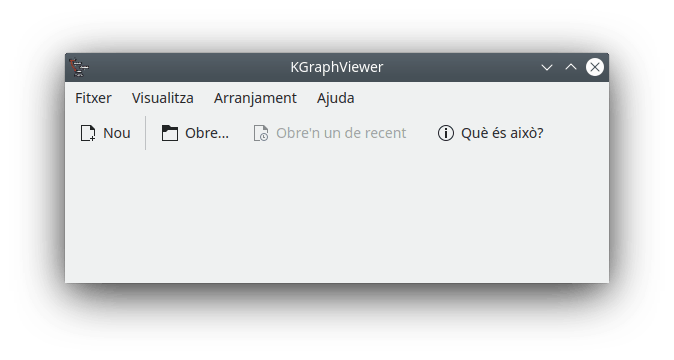 KGraphViewer
Fitxer Visualitza Arranjament Ajuda
Nou Obre... Obre'n un de recent Què és això?